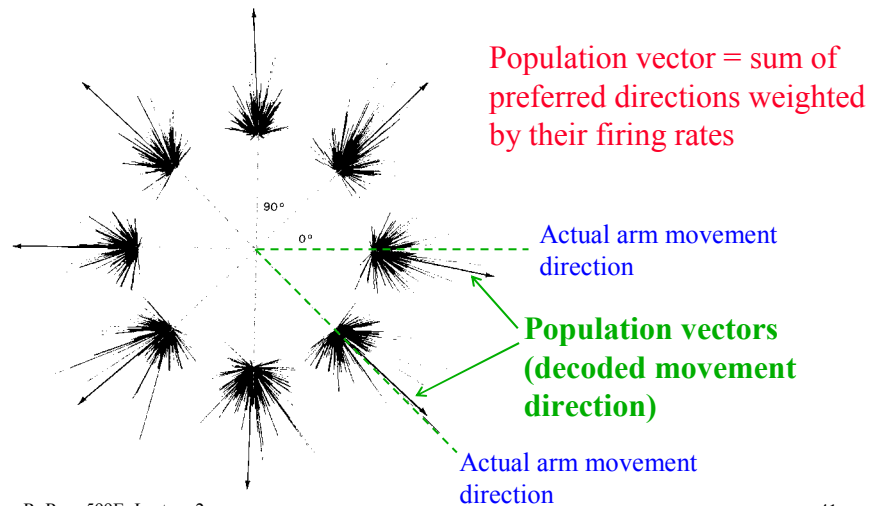 Population vector = sum of
preferred directions weighted
by their firing rates
90°
0°
Actual arm movement
direction
Population vectors
(decoded movement
direction)
Actual arm movement
direction